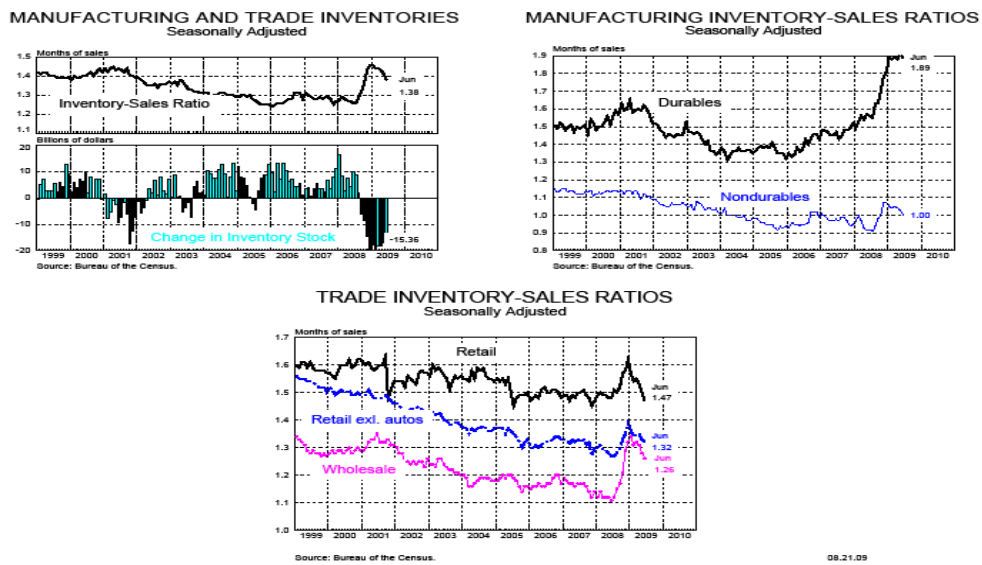 MANUFACTURING AND TRADE INVENTORIES
Seasonally Adjusted
Months of sales
1.5
1.4
1.3
1.2
1.1
Jun
1.38
Inventory-Sales Ratio
Billions of dollars
20
10
0
-10
-20
-15.36
Change in Inventory Stock
1999 2000 2001 2002 2003 2004 2005 2006 2007 2008 2009 2010
Source: Bureau of the Census.
MANUFACTURING INVENTORY-SALES RATIOS
Seasonally Adjusted
Months of sales
1.9
1.8
1.7
1.6
1.5
1.4
1.3
1.2
1.1
1.0
0.9
0.8
Jun
1.89
Durables
Nondurables
1.00
1999 2000 2001 2002 2003 2004 2005 2006 2007 2008 2009 2010
Source: Bureau of the Census.
TRADE INVENTORY-SALES RATIOS
Seasonally Adjusted
Months of sales
1.7
1.6
1.5
1.4
1.3
1.2
1.1
1.0
Retail
Jun
1.47
Retail exl. autos
Jun
1.32
Wholesale
Jun
1.26
1999 2000 2001 2002 2003 2004 2005 2006 2007 2008 2009 2010
Source: Bureau of the Census.
08.21.09